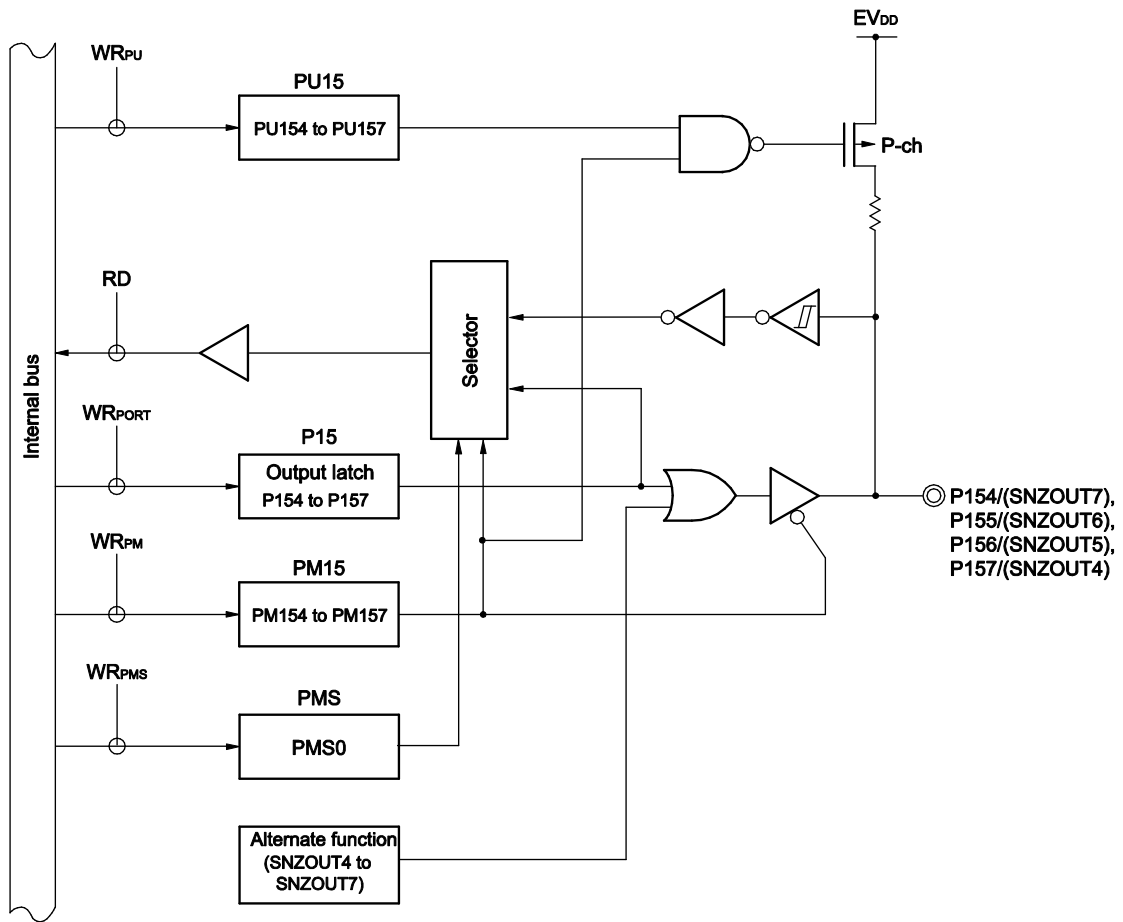 EVDD
WRPU
PU15
PU154 to PU157
P-ch
RD
Selector
Internal bus
WRPORT
P15
Output latch
P154 to P157
P154/(SNZOUT7),
P155/(SNZOUT6),
P156/(SNZOUT5),
P157/(SNZOUT4)
WRPM
PM15
PM154 to PM157
WRPMS
PMS
PMS0
Alternate function
(SNZOUT4 to
SNZOUT7)